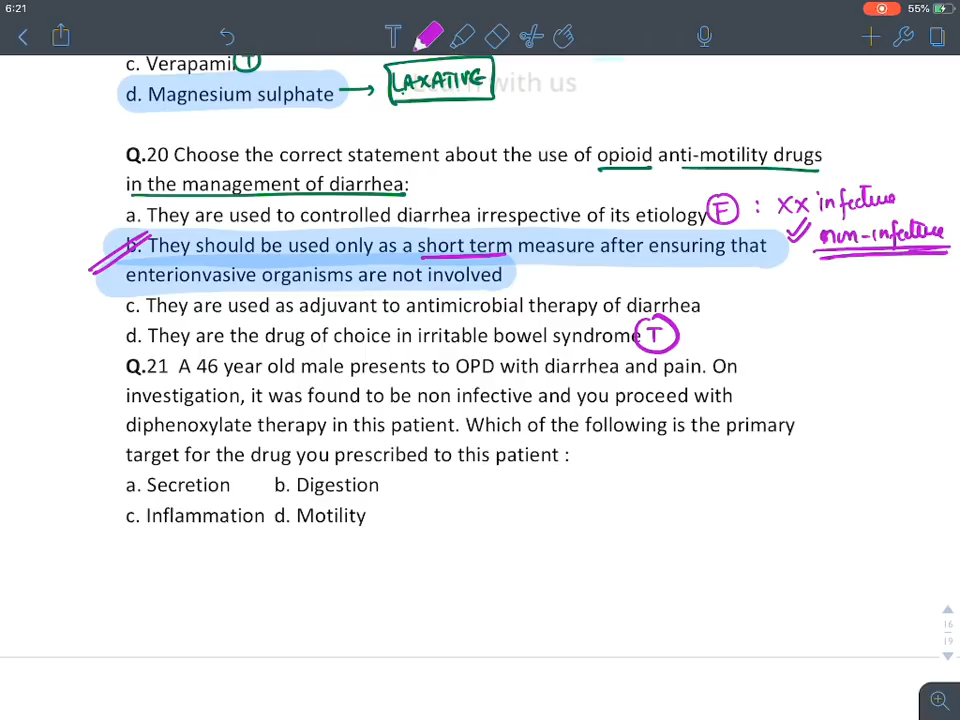 6:21
55%
T
c. Verapami T
d. Magnesium sulphate LAXATIVE with us
Q.20 Choose the correct statement about the use of opioid anti-motility drugs
in the management of diarrhea:
a. They are used to controlled diarrhea irrespective of its etiology F : XX infective
b. They should be used only as a short term measure after ensuring that non-infective
enterionvasive organisms are not involved
c. They are used as adjuvant to antimicrobial therapy of diarrhea
d. They are the drug of choice in irritable bowel syndrome T
Q.21 A 46 year old male presents to OPD with diarrhea and pain. On
investigation, it was found to be non infective and you proceed with
diphenoxylate therapy in this patient. Which of the following is the primary
target for the drug you prescribed to this patient :
a. Secretion b. Digestion
c. Inflammation d. Motility
16
19